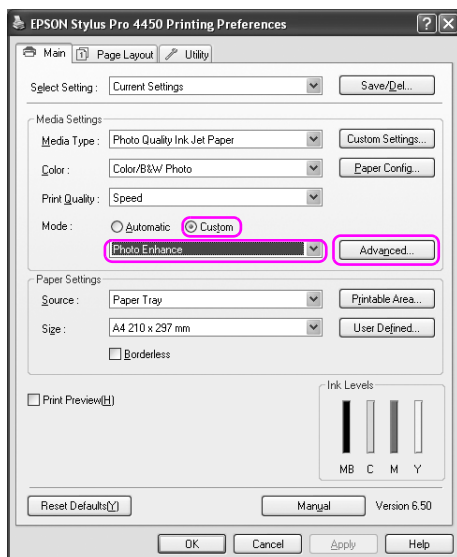 EPSON Stylus Pro 4450 Printing Preferences
Main Page Layout Utility
Select Setting : Current Settings Save/Del...
Media Settings
Media Type : Photo Quality Ink Jet Paper Custom Settings...
Color : Color/B&W Photo Paper Config...
Print Quality : Speed
Mode : Automatic Custom
Photo Enhance Advanced...
Paper Settings
Source : Paper Tray Printable Area...
Size : A4 210 x 297 mm User Defined...
Borderless
Print Preview(H)
Ink Levels
MB C M Y
Reset Defaults(Y) Manual Version 6.50
OK Cancel Apply Help